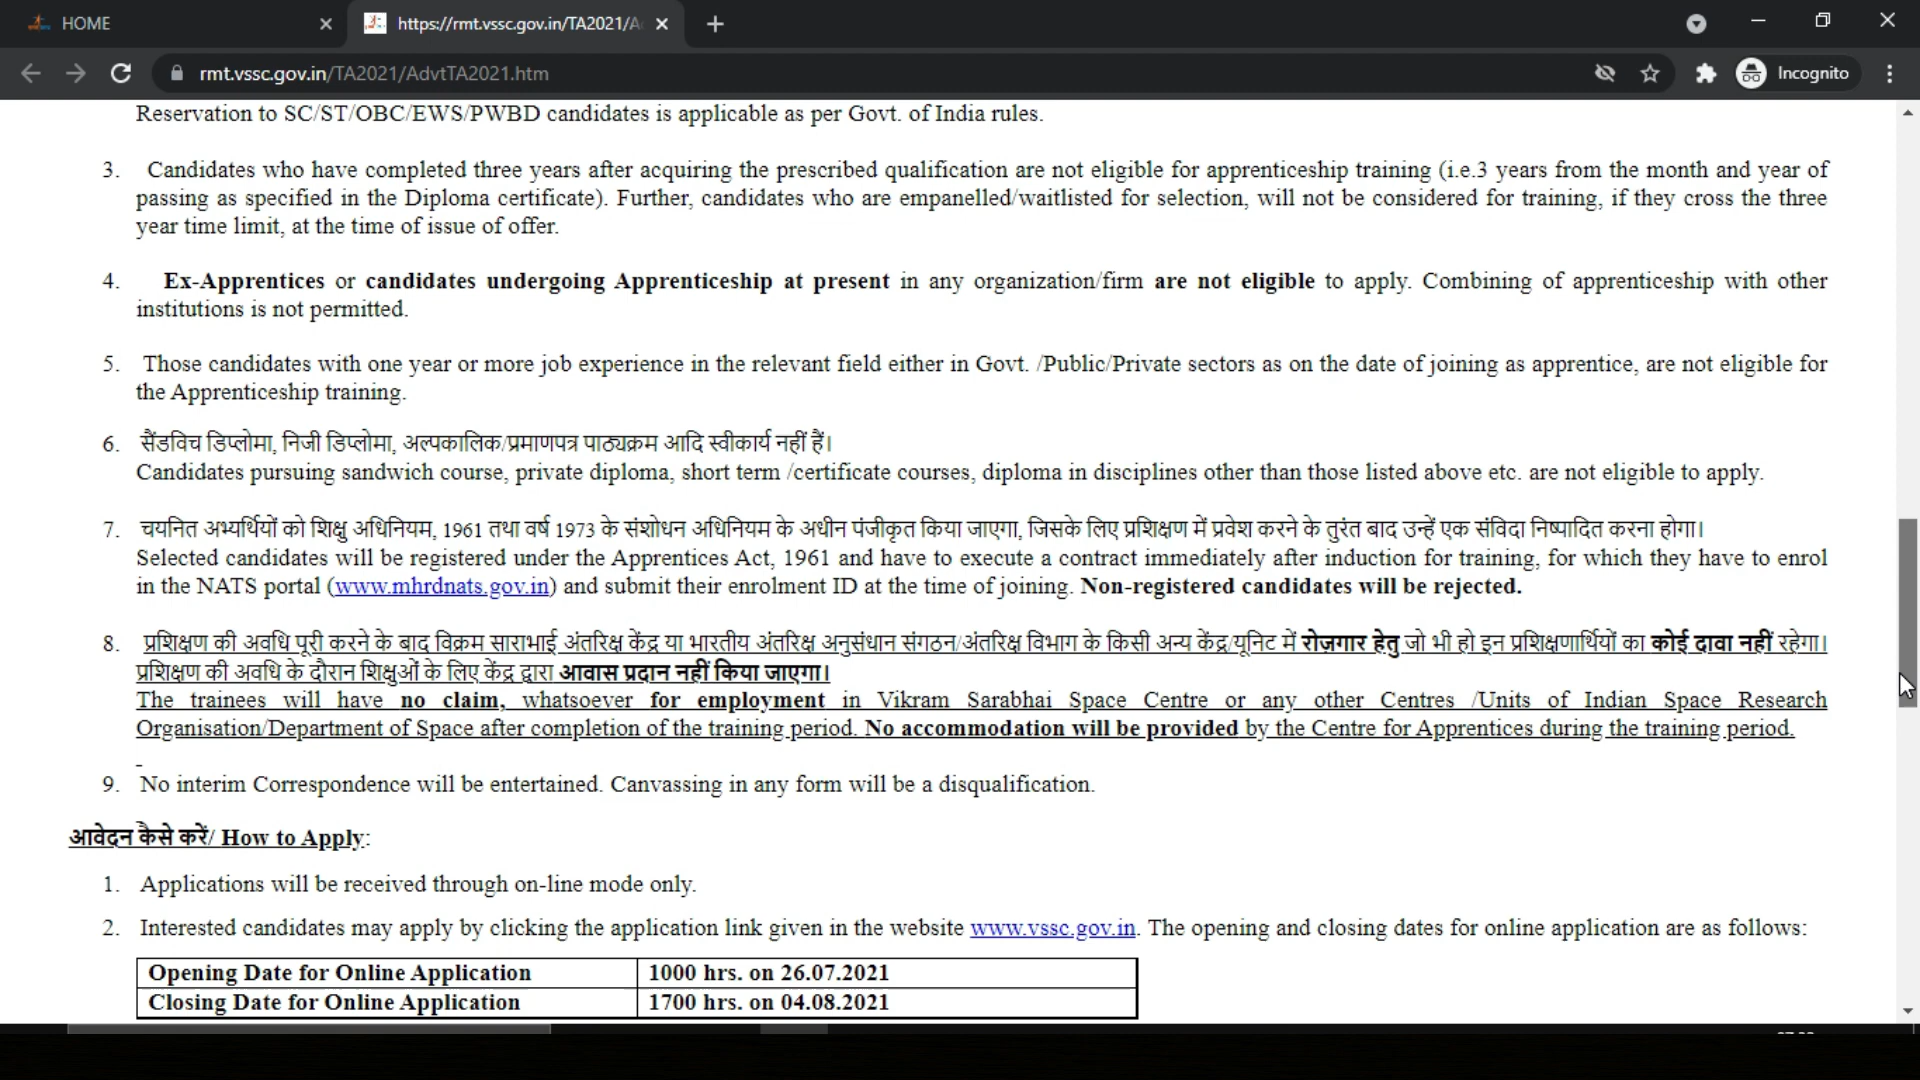 HOME
https://rmt.vssc.gov.in/TA2021/A
rmt.vssc.gov.in/TA2021/AdvtTA2021.htm
Incognito
Reservation to SC/ST/OBC/EWS/PWBD candidates is applicable as per Govt. of India rules.
3. Candidates who have completed three years after acquiring the prescribed qualification are not eligible for apprenticeship training (i.e.3 years from the month and year of
passing as specified in the Diploma certificate). Further, candidates who are empanelled/waitlisted for selection, will not be considered for training, if they cross the three
year time limit, at the time of issue of offer.
4. Ex-Apprentices or candidates undergoing Apprenticeship at present in any organization/firm are not eligible to apply. Combining of apprenticeship with other
institutions is not permitted.
5. Those candidates with one year or more job experience in the relevant field either in Govt. /Public/Private sectors as on the date of joining as apprentice, are not eligible for
the Apprenticeship training.
6. सैंडविच डिप्लोमा, निजी डिप्लोमा, अल्पकालिक/प्रमाणपत्र पाठ्यक्रम आदि स्वीकार्य नहीं हैं।
Candidates pursuing sandwich course, private diploma, short term /certificate courses, diploma in disciplines other than those listed above etc. are not eligible to apply.
7. चयनित अभ्यर्थियों को शिक्षु अधिनियम, 1961 तथा वर्ष 1973 के संशोधन अधिनियम के अधीन पंजीकृत किया जाएगा, जिसके लिए प्रशिक्षण में प्रवेश करने के तुरंत बाद उन्हें एक संविदा निष्पादित करना होगा।
Selected candidates will be registered under the Apprentices Act, 1961 and have to execute a contract immediately after induction for training, for which they have to enrol
in the NATS portal (www.mhrdnats.gov.in) and submit their enrolment ID at the time of joining. Non-registered candidates will be rejected.
8. प्रशिक्षण की अवधि पूरी करने के बाद विक्रम साराभाई अंतरिक्ष केंद्र या भारतीय अंतरिक्ष अनुसंधान संगठन/अंतरिक्ष विभाग के किसी अन्य केंद्र/यूनिट में रोज़गार हेतु जो भी हो इन प्रशिक्षणार्थियों का कोई दावा नहीं रहेगा।
प्रशिक्षण की अवधि के दौरान शिक्षुओं के लिए केंद्र द्वारा आवास प्रदान नहीं किया जाएगा।
The trainees will have no claim, whatsoever for employment in Vikram Sarabhai Space Centre or any other Centres /Units of Indian Space Research
Organisation/Department of Space after completion of the training period. No accommodation will be provided by the Centre for Apprentices during the training period.
9. No interim Correspondence will be entertained. Canvassing in any form will be a disqualification.
आवेदन कैसे करें/ How to Apply:
1. Applications will be received through on-line mode only.
2. Interested candidates may apply by clicking the application link given in the website www.vssc.gov.in. The opening and closing dates for online application are as follows:
Opening Date for Online Application 1000 hrs. on 26.07.2021
Closing Date for Online Application 1700 hrs. on 04.08.2021